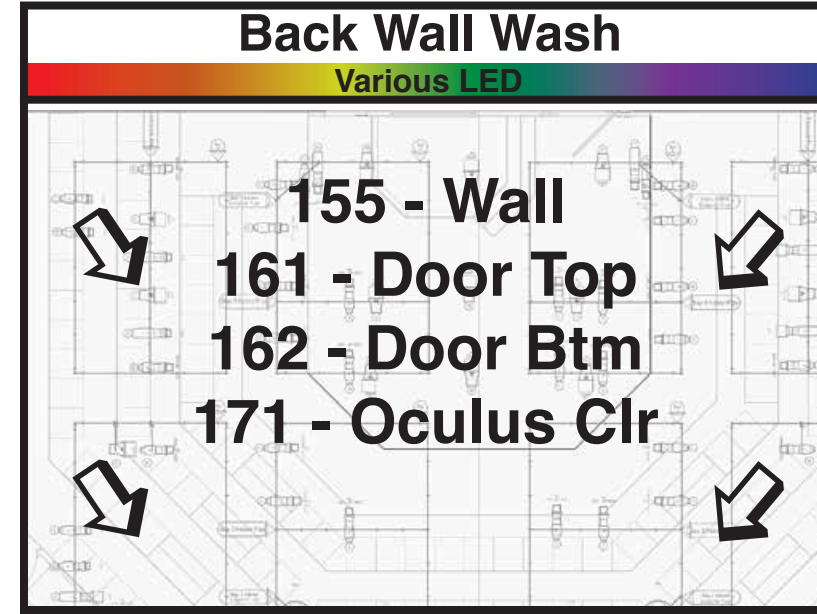 Back Wall Wash
Various LED
155 - Wall
161 - Door Top
162 - Door Btm
171 - Oculus Clr